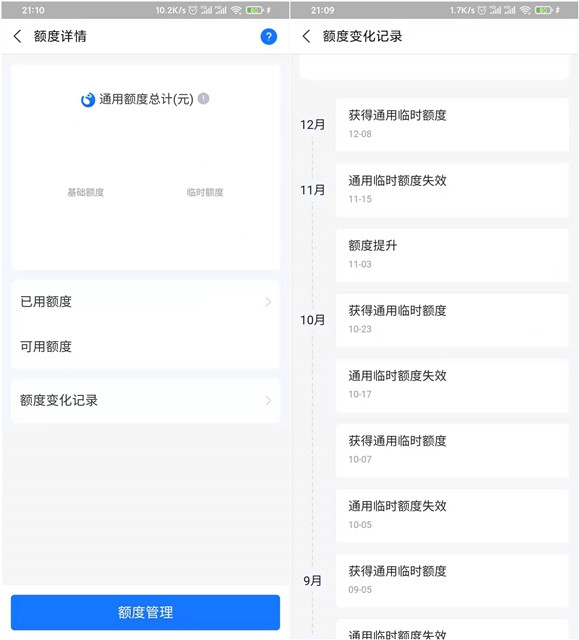 21:10
10.2K/s
80
额度详情
?
通用额度总计(元)
基础额度
临时额度
已用额度
可用额度
额度变化记录
额度管理
21:09
1.7K/s
80
额度变化记录
12月
获得通用临时额度
12-08
11月
通用临时额度失效
11-15
额度提升
11-03
10月
获得通用临时额度
10-23
通用临时额度失效
10-17
获得通用临时额度
10-07
通用临时额度失效
10-05
9月
获得通用临时额度
09-05
通用临时额度失效